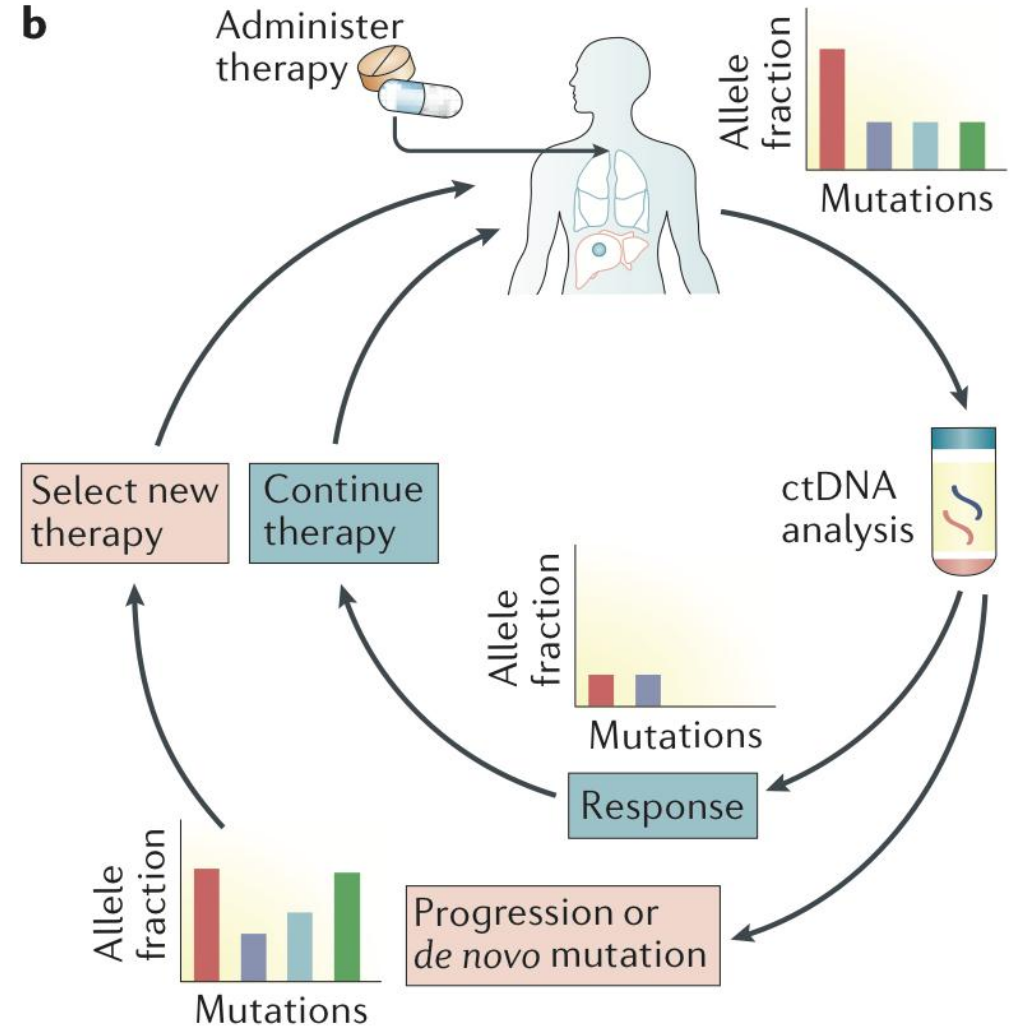 b
Administer
therapy
Allele
fraction
Mutations
ctDNA
analysis
Select new
therapy
Continue
therapy
Allele
fraction
Mutations
Response
Allele
fraction
Mutations
Progression or
de novo mutation